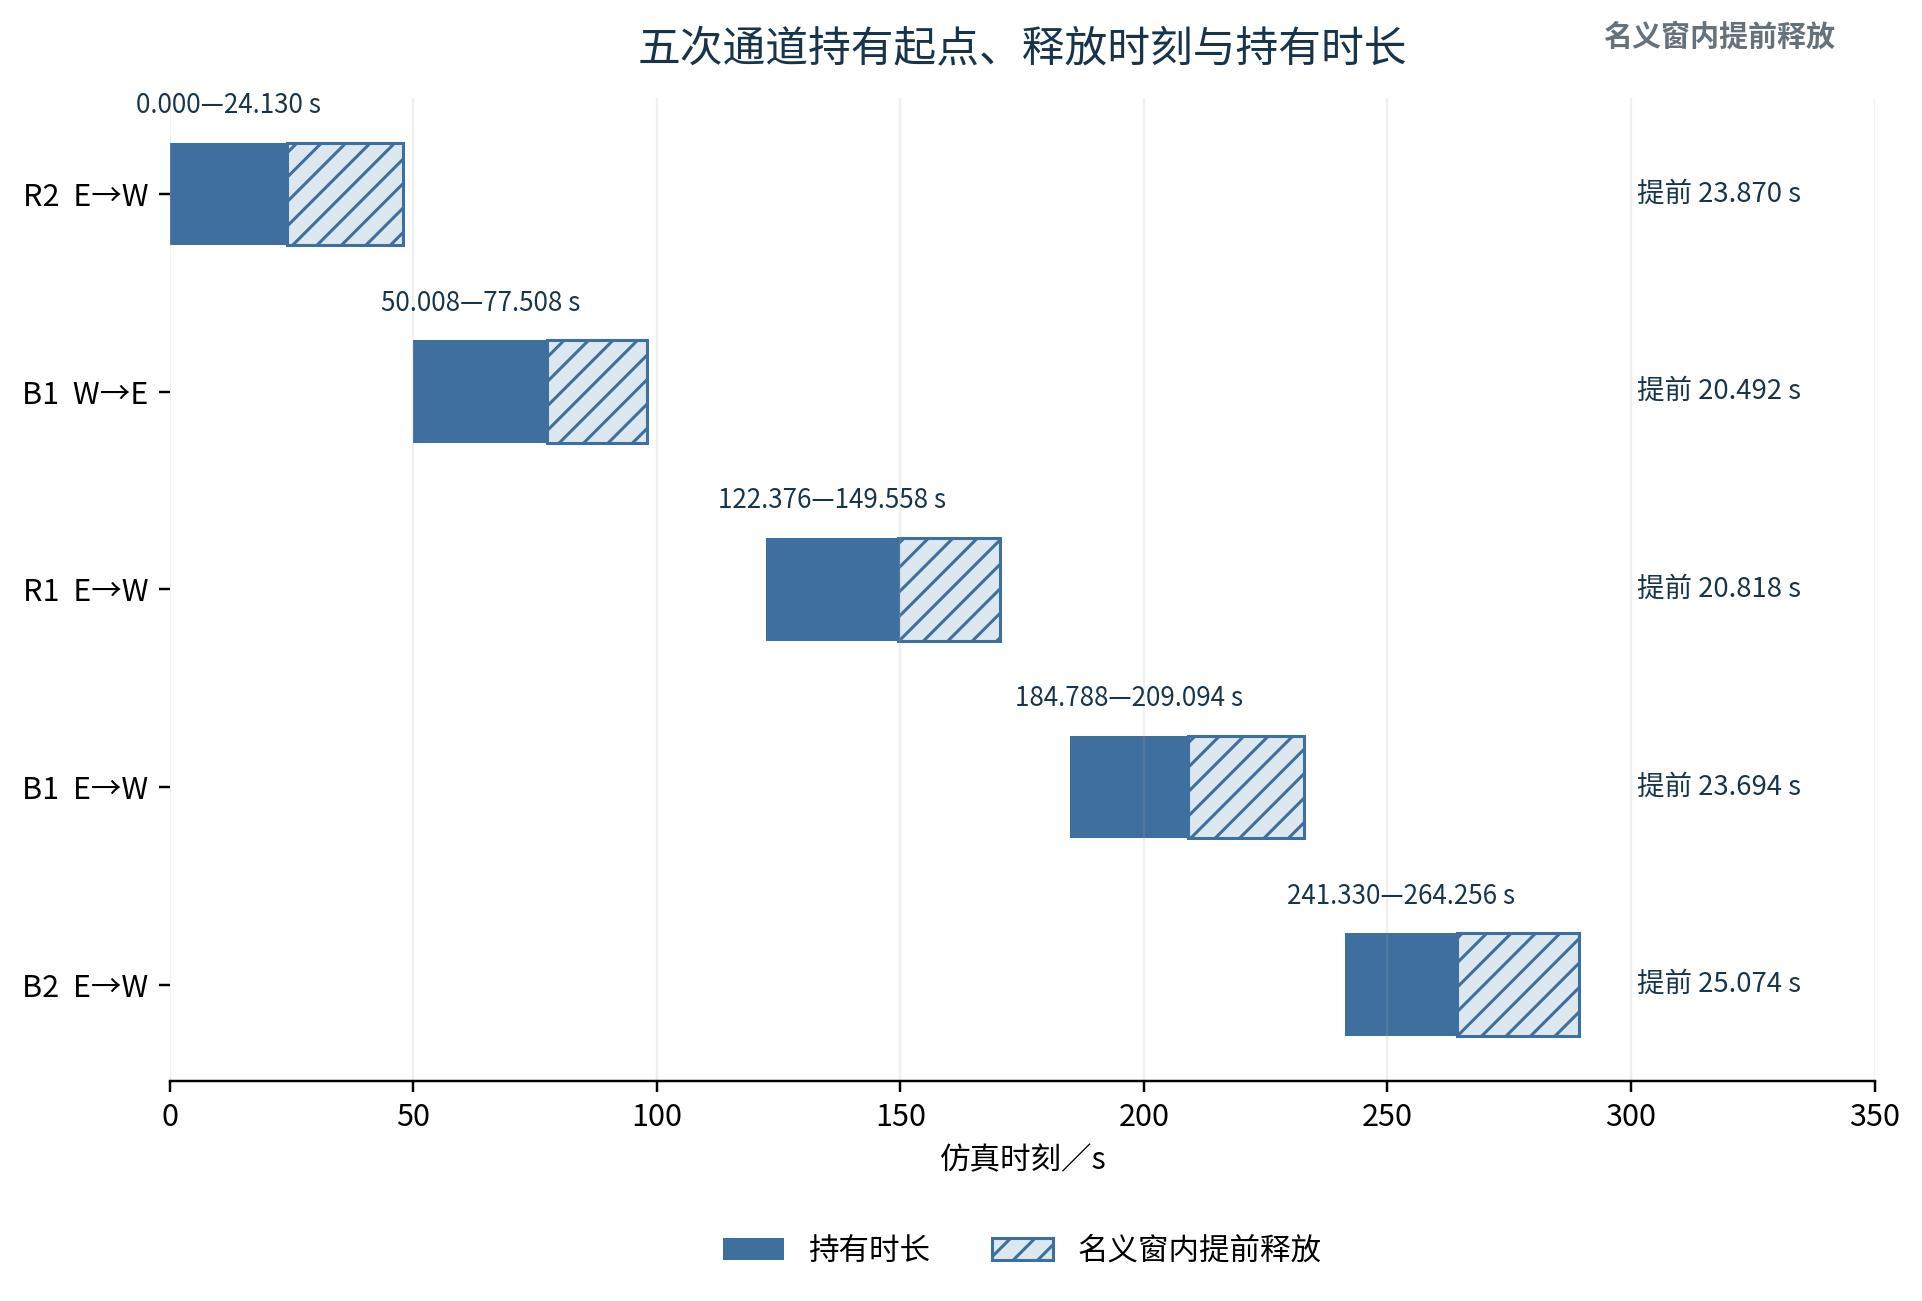 五次通道持有起点、释放时刻与持有时长
名义窗内提前释放
0.000—24.130 s
R2 E→W
提前 23.870 s
50.008—77.508 s
B1 W→E
提前 20.492 s
122.376—149.558 s
R1 E→W
提前 20.818 s
184.788—209.094 s
B1 E→W
提前 23.694 s
241.330—264.256 s
B2 E→W
提前 25.074 s
0 50 100 150 200 250 300 350
仿真时刻／s
持有时长 名义窗内提前释放